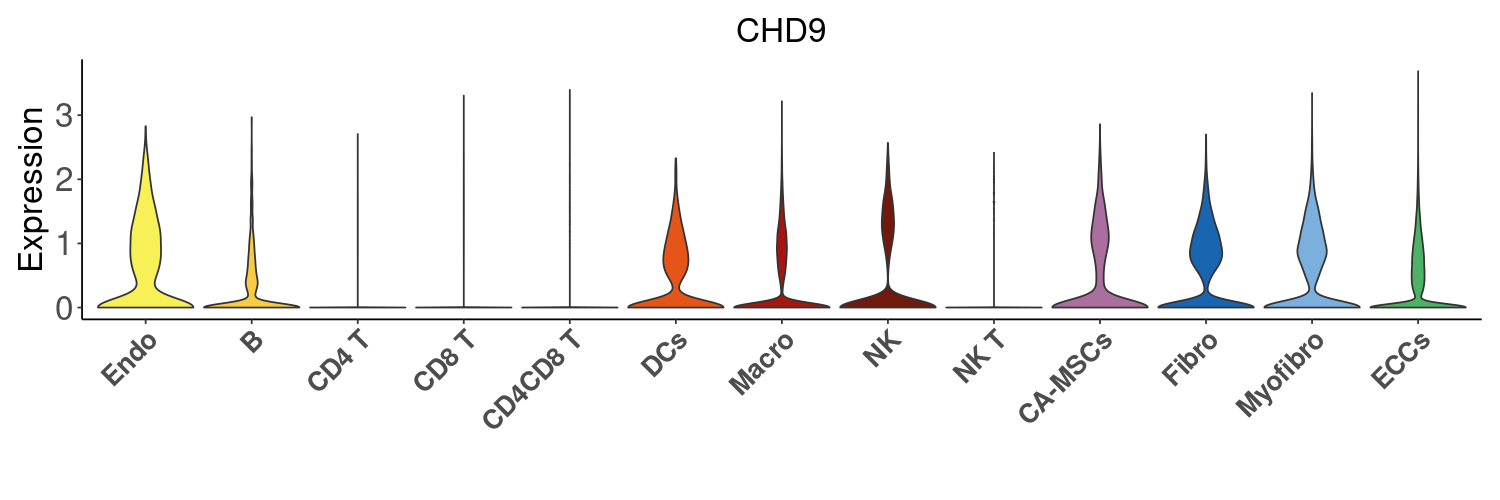 CHD9
Expression
3
2
1
0
Endo
B
CD4 T
CD8 T
CD4CD8 T
DCs
Macro
NK
NK T
CA-MSCs
Fibro
Myofibro
ECCs